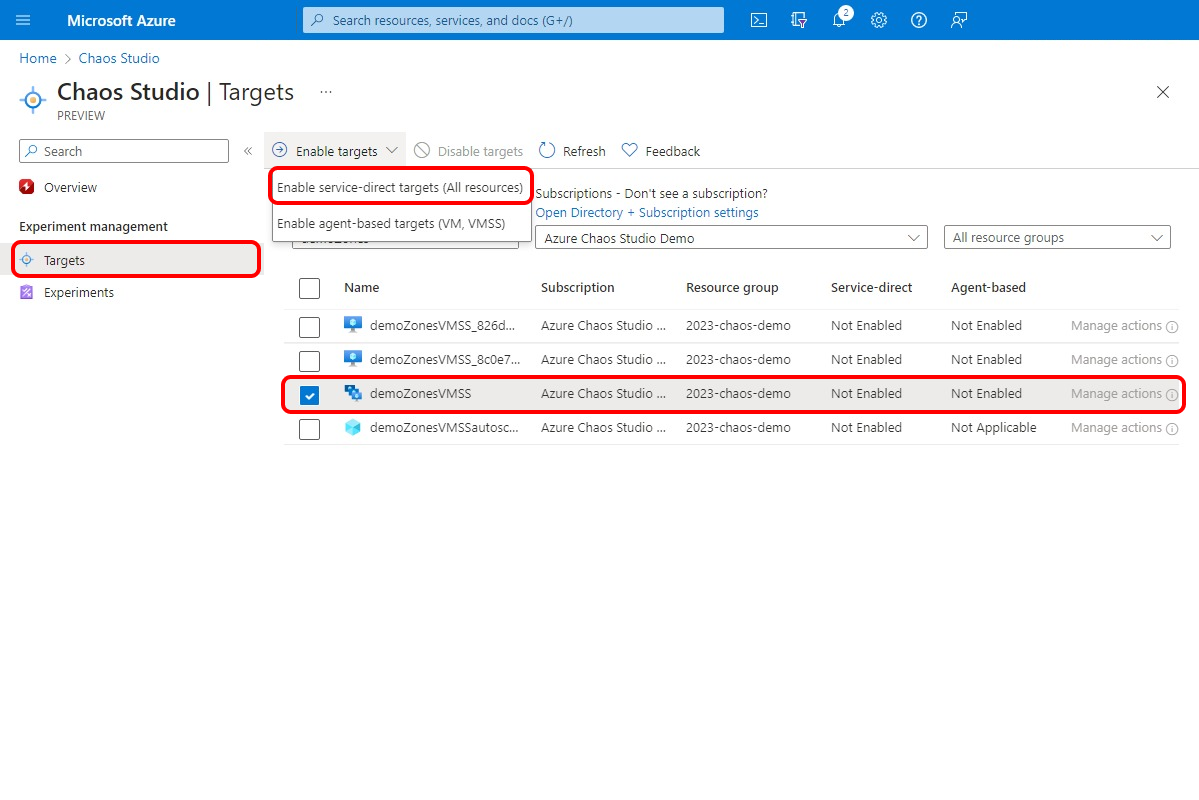 Microsoft Azure
Search resources, services, and docs (G+/)
2
Home > Chaos Studio
Chaos Studio | Targets ...
PREVIEW
Search
«
Enable targets
Disable targets
Refresh
Feedback
Overview
Experiment management
Targets
Experiments
Enable service-direct targets (All resources)
Enable agent-based targets (VM, VMSS)
Subscriptions - Don't see a subscription?
Open Directory + Subscription settings
Azure Chaos Studio Demo
All resource groups
Name Subscription Resource group Service-direct Agent-based
demoZonesVMSS_826d... Azure Chaos Studio ... 2023-chaos-demo Not Enabled Not Enabled Manage actions
demoZonesVMSS_8c0e7... Azure Chaos Studio ... 2023-chaos-demo Not Enabled Not Enabled Manage actions
demoZonesVMSS Azure Chaos Studio ... 2023-chaos-demo Not Enabled Not Enabled Manage actions
demoZonesVMSSautosc... Azure Chaos Studio ... 2023-chaos-demo Not Enabled Not Applicable Manage actions